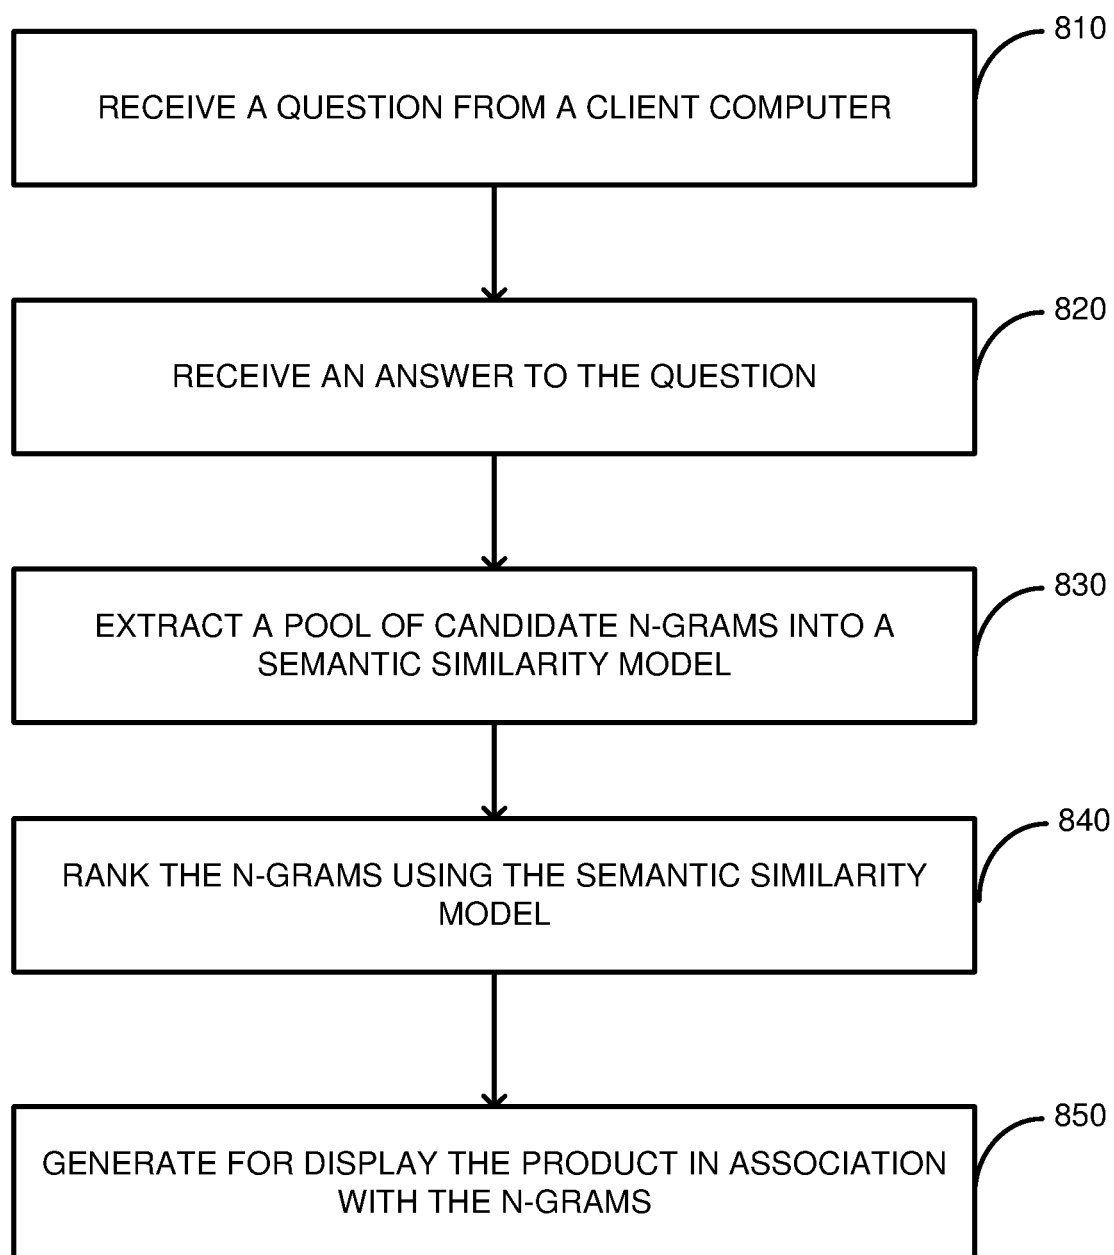 810
RECEIVE A QUESTION FROM A CLIENT COMPUTER
820
RECEIVE AN ANSWER TO THE QUESTION
830
EXTRACT A POOL OF CANDIDATE N-GRAMS INTO A
SEMANTIC SIMILARITY MODEL
840
RANK THE N-GRAMS USING THE SEMANTIC SIMILARITY
MODEL
850
GENERATE FOR DISPLAY THE PRODUCT IN ASSOCIATION
WITH THE N-GRAMS